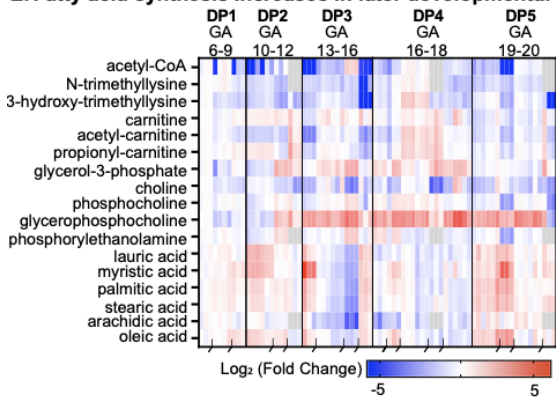 DP1 DP2 DP3 DP4 DP5
GA GA GA GA GA
6-9 10-12 13-16 16-18 19-20
acetyl-CoA
N-trimethyllysine
3-hydroxy-trimethyllysine
carnitine
acetyl-carnitine
propionyl-carnitine
glycerol-3-phosphate
choline
phosphocholine
glycerophosphocholine
phosphorylethanolamine
lauric acid
myristic acid
palmitic acid
stearic acid
arachidic acid
oleic acid
Log₂ (Fold Change)
-5 5